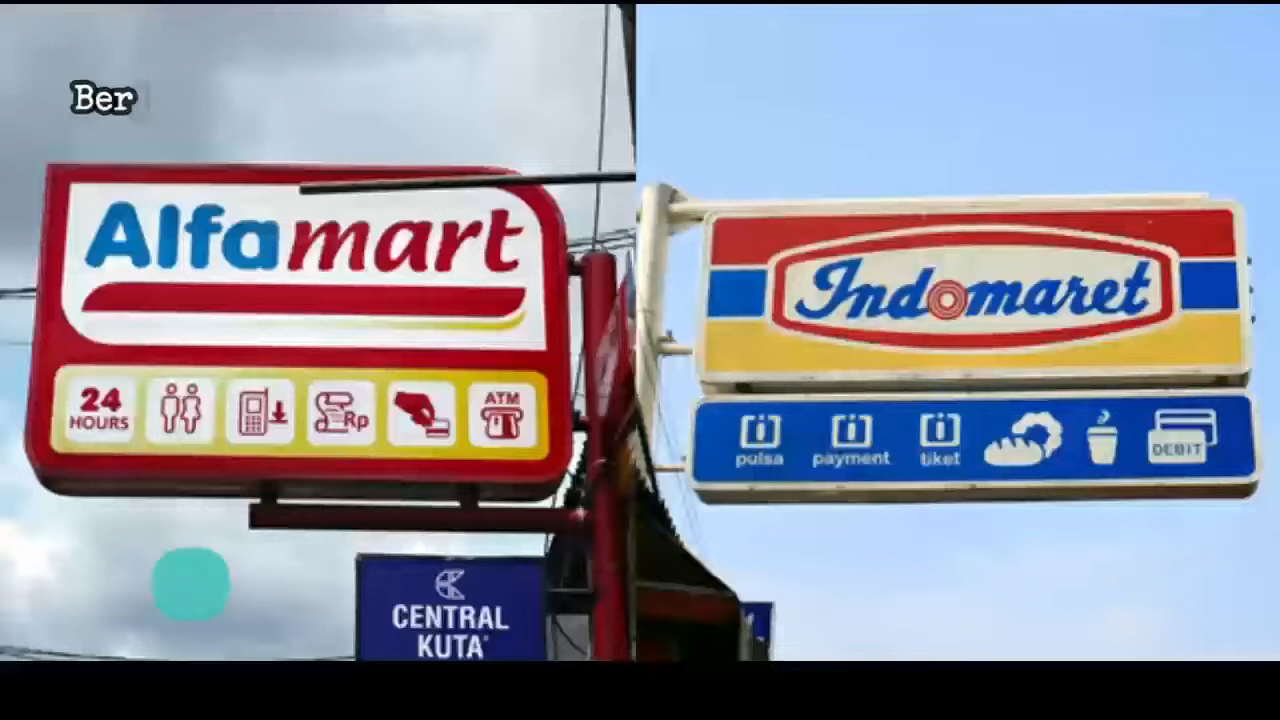 Ber
Alfamart
24
HOURS
Rp
ATM
CENTRAL
KUTA
Indomaret
pulsa
payment
tiket
DEBIT